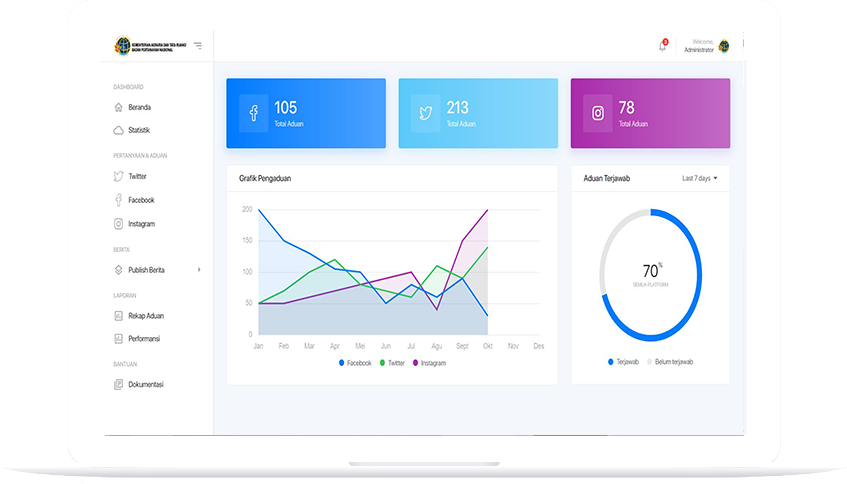 KEMENTERIAN AGRARIA DAN TATA RUANG/
BADAN PERTANAHAN NASIONAL
3
Welcome,
Administrator
DASHBOARD
Beranda
Statistik
PERTANYAAN & ADUAN
Twitter
Facebook
Instagram
BERITA
Publish Berita
LAPORAN
Rekap Aduan
Performansi
BANTUAN
Dokumentasi
105
Total Aduan
213
Total Aduan
78
Total Aduan
Grafik Pengaduan
200
150
100
50
0
Jan Feb Mar Apr Mei Jun Jul Agu Sept Okt Nov Des
Facebook Twitter Instagram
Aduan Terjawab
Last 7 days
70%
SEMUA PLATFORM
Terjawab Belum terjawab